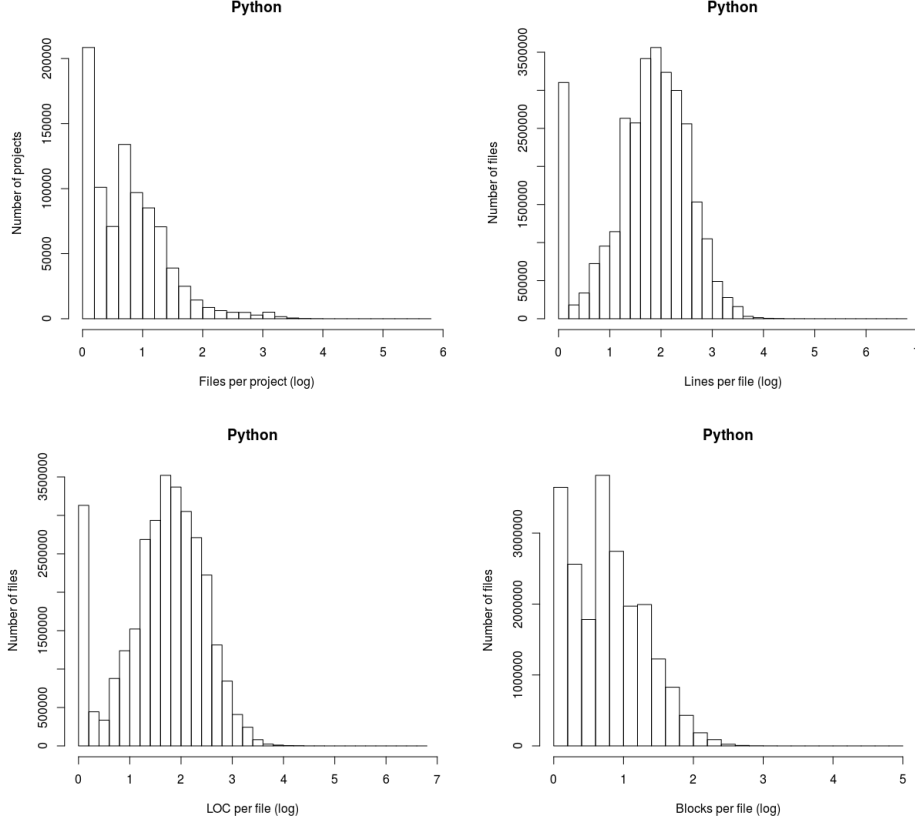 Python
200000
150000
100000
50000
0
Number of projects
0 1 2 3 4 5 6
Files per project (log)
Python
3500000
2500000
1500000
500000
0
Number of files
0 1 2 3 4 5 6
Lines per file (log)
Python
3500000
2500000
1500000
500000
0
Number of files
0 1 2 3 4 5 6 7
LOC per file (log)
Python
3000000
2000000
1000000
0
Number of files
0 1 2 3 4 5
Blocks per file (log)